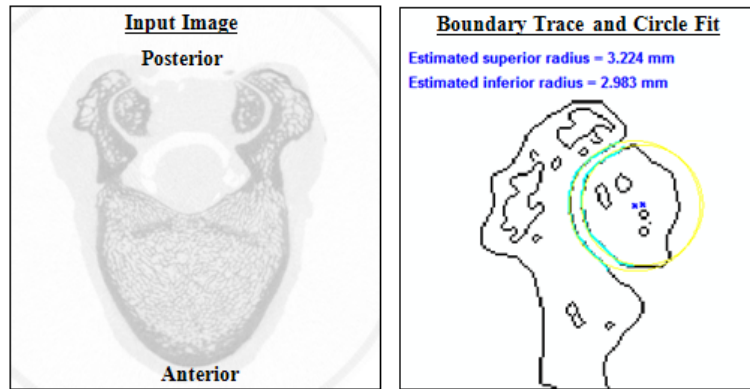 Input Image
Posterior
Anterior
Boundary Trace and Circle Fit
Estimated superior radius = 3.224 mm
Estimated inferior radius = 2.983 mm